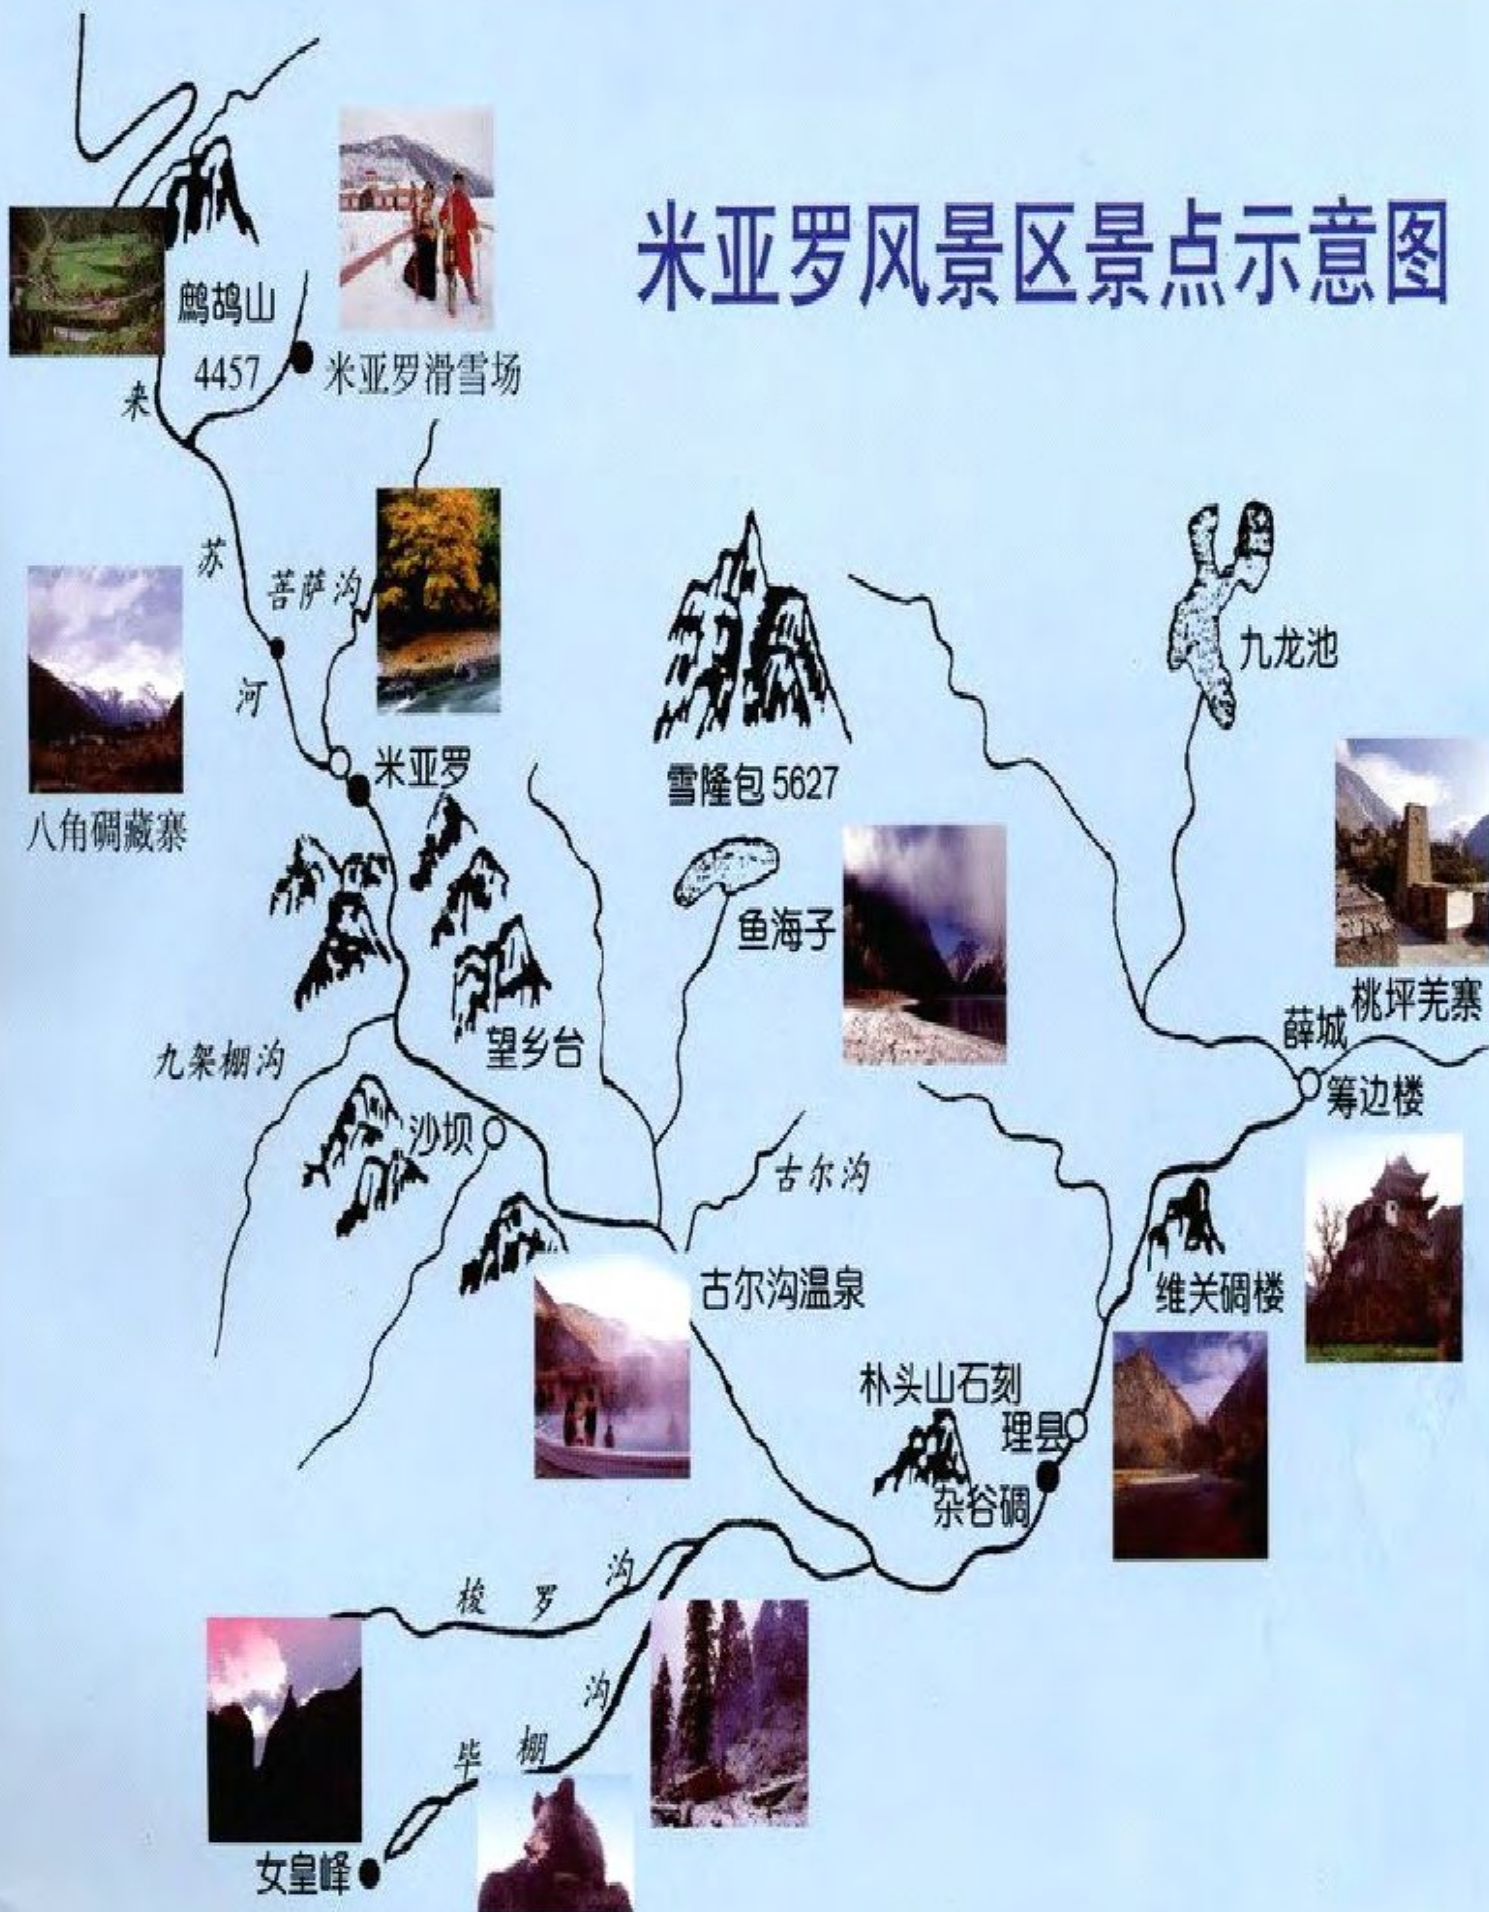 米亚罗风景区景点示意图
鹧鸪山
4457
米亚罗滑雪场
来
苏
河
菩萨沟
八角碉藏寨
米亚罗
雪隆包 5627
九龙池
鱼海子
桃坪羌寨
薛城
筹边楼
九架棚沟
望乡台
沙坝
古尔沟
古尔沟温泉
维关碉楼
朴头山石刻
理县
杂谷碉
梭罗沟
毕棚沟
女皇峰